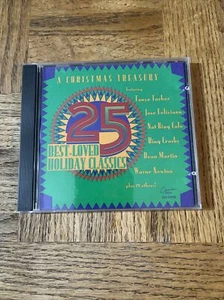 A CHRISTMAS TREASURY
Featuring
Tanya Tucker
Jose Feliciano
Nat King Cole
Bing Crosby
Dean Martin
Wayne Newton
plus 19 others!
25
BEST-LOVED
HOLIDAY CLASSICS